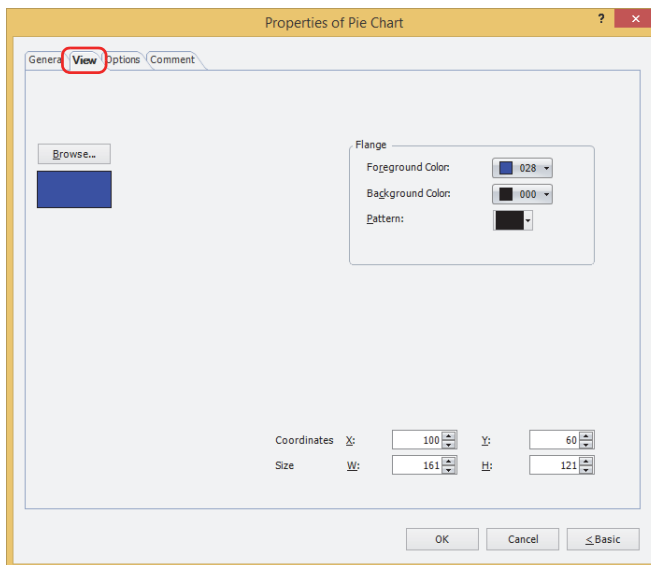 Properties of Pie Chart
? ×
General View Options Comment
Browse...
Flange
Foreground Color: 028
Background Color: 000
Pattern:
Coordinates X: 100 Y: 60
Size W: 161 H: 121
OK Cancel < Basic